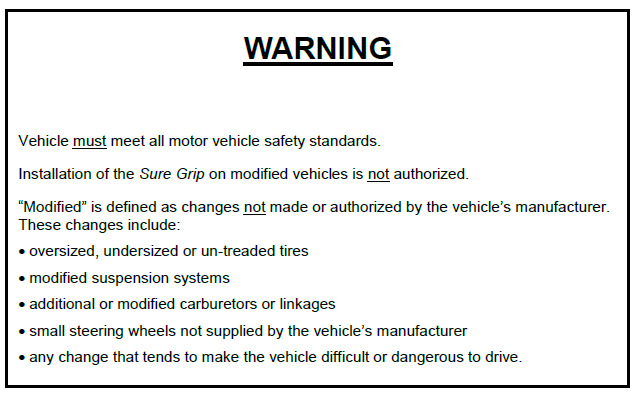 WARNING
Vehicle must meet all motor vehicle safety standards.
Installation of the Sure Grip on modified vehicles is not authorized.
“Modified” is defined as changes not made or authorized by the vehicle’s manufacturer.
These changes include:
• oversized, undersized or un-treaded tires
• modified suspension systems
• additional or modified carburetors or linkages
• small steering wheels not supplied by the vehicle’s manufacturer
• any change that tends to make the vehicle difficult or dangerous to drive.